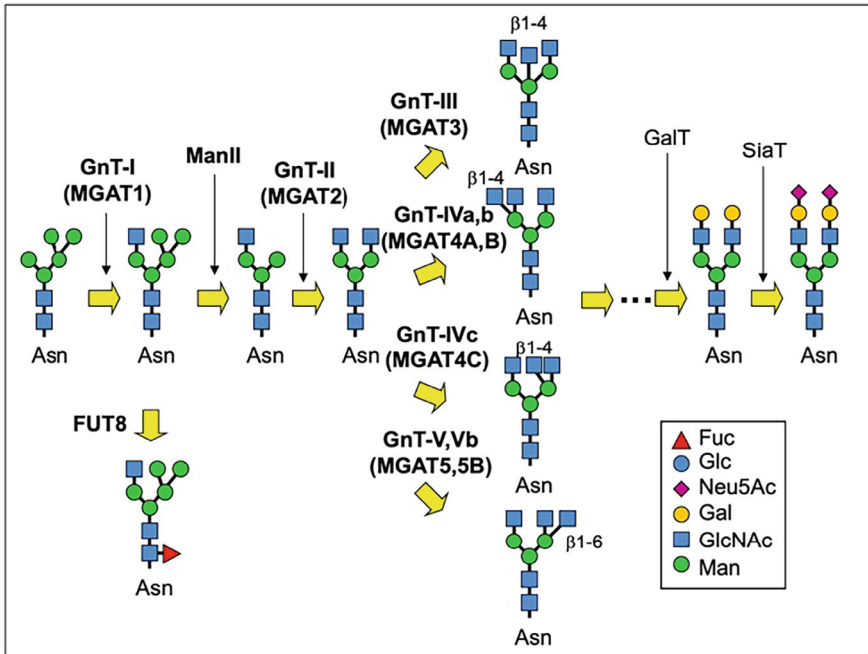 β1-4
GnT-III
(MGAT3)
Asn
GnT-I
(MGAT1)
ManII
GnT-II
(MGAT2)
β1-4
GnT-IVa,b
(MGAT4A,B)
GalT
SiaT
Asn
Asn
Asn
Asn
Asn
Asn
Asn
GnT-IVc
(MGAT4C)
β1-4
Asn
FUT8
Asn
GnT-V,Vb
(MGAT5,5B)
β1-6
Asn
Fuc
Glc
Neu5Ac
Gal
GlcNAc
Man